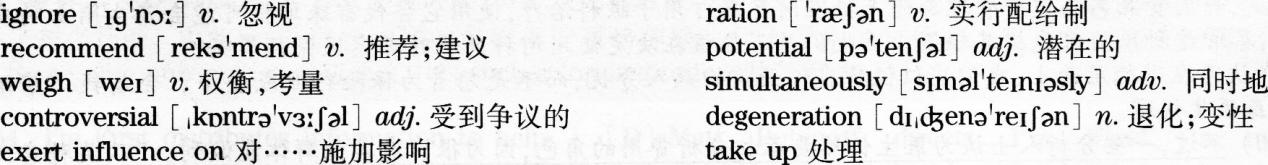 ignore [ɪɡ'nɔː] v. 忽视
recommend [rekə'mend] v. 推荐;建议
weigh [weɪ] v. 权衡,考量
controversial [ˌkɒntrə'vɜːʃəl] adj. 受到争议的
exert influence on 对……施加影响
ration ['ræʃən] v. 实行配给制
potential [pə'tenʃəl] adj. 潜在的
simultaneously [sɪməl'teɪnɪəsly] adv. 同时地
degeneration [dɪˌʤenə'reɪʃən] n. 退化;变性
take up 处理